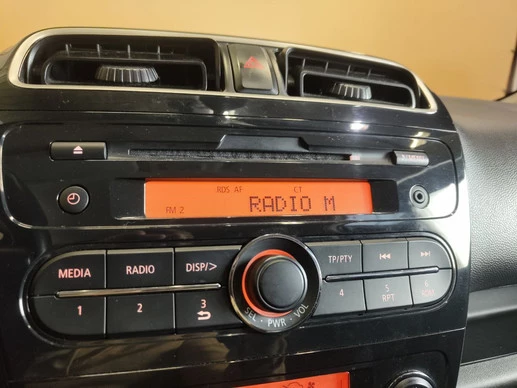 RDS AF CT
FM 2 RADIO M
MEDIA RADIO DISP/> TP/PTY
1 2 3 4 5 6
RPT RDM
SEL • PWR • VOL